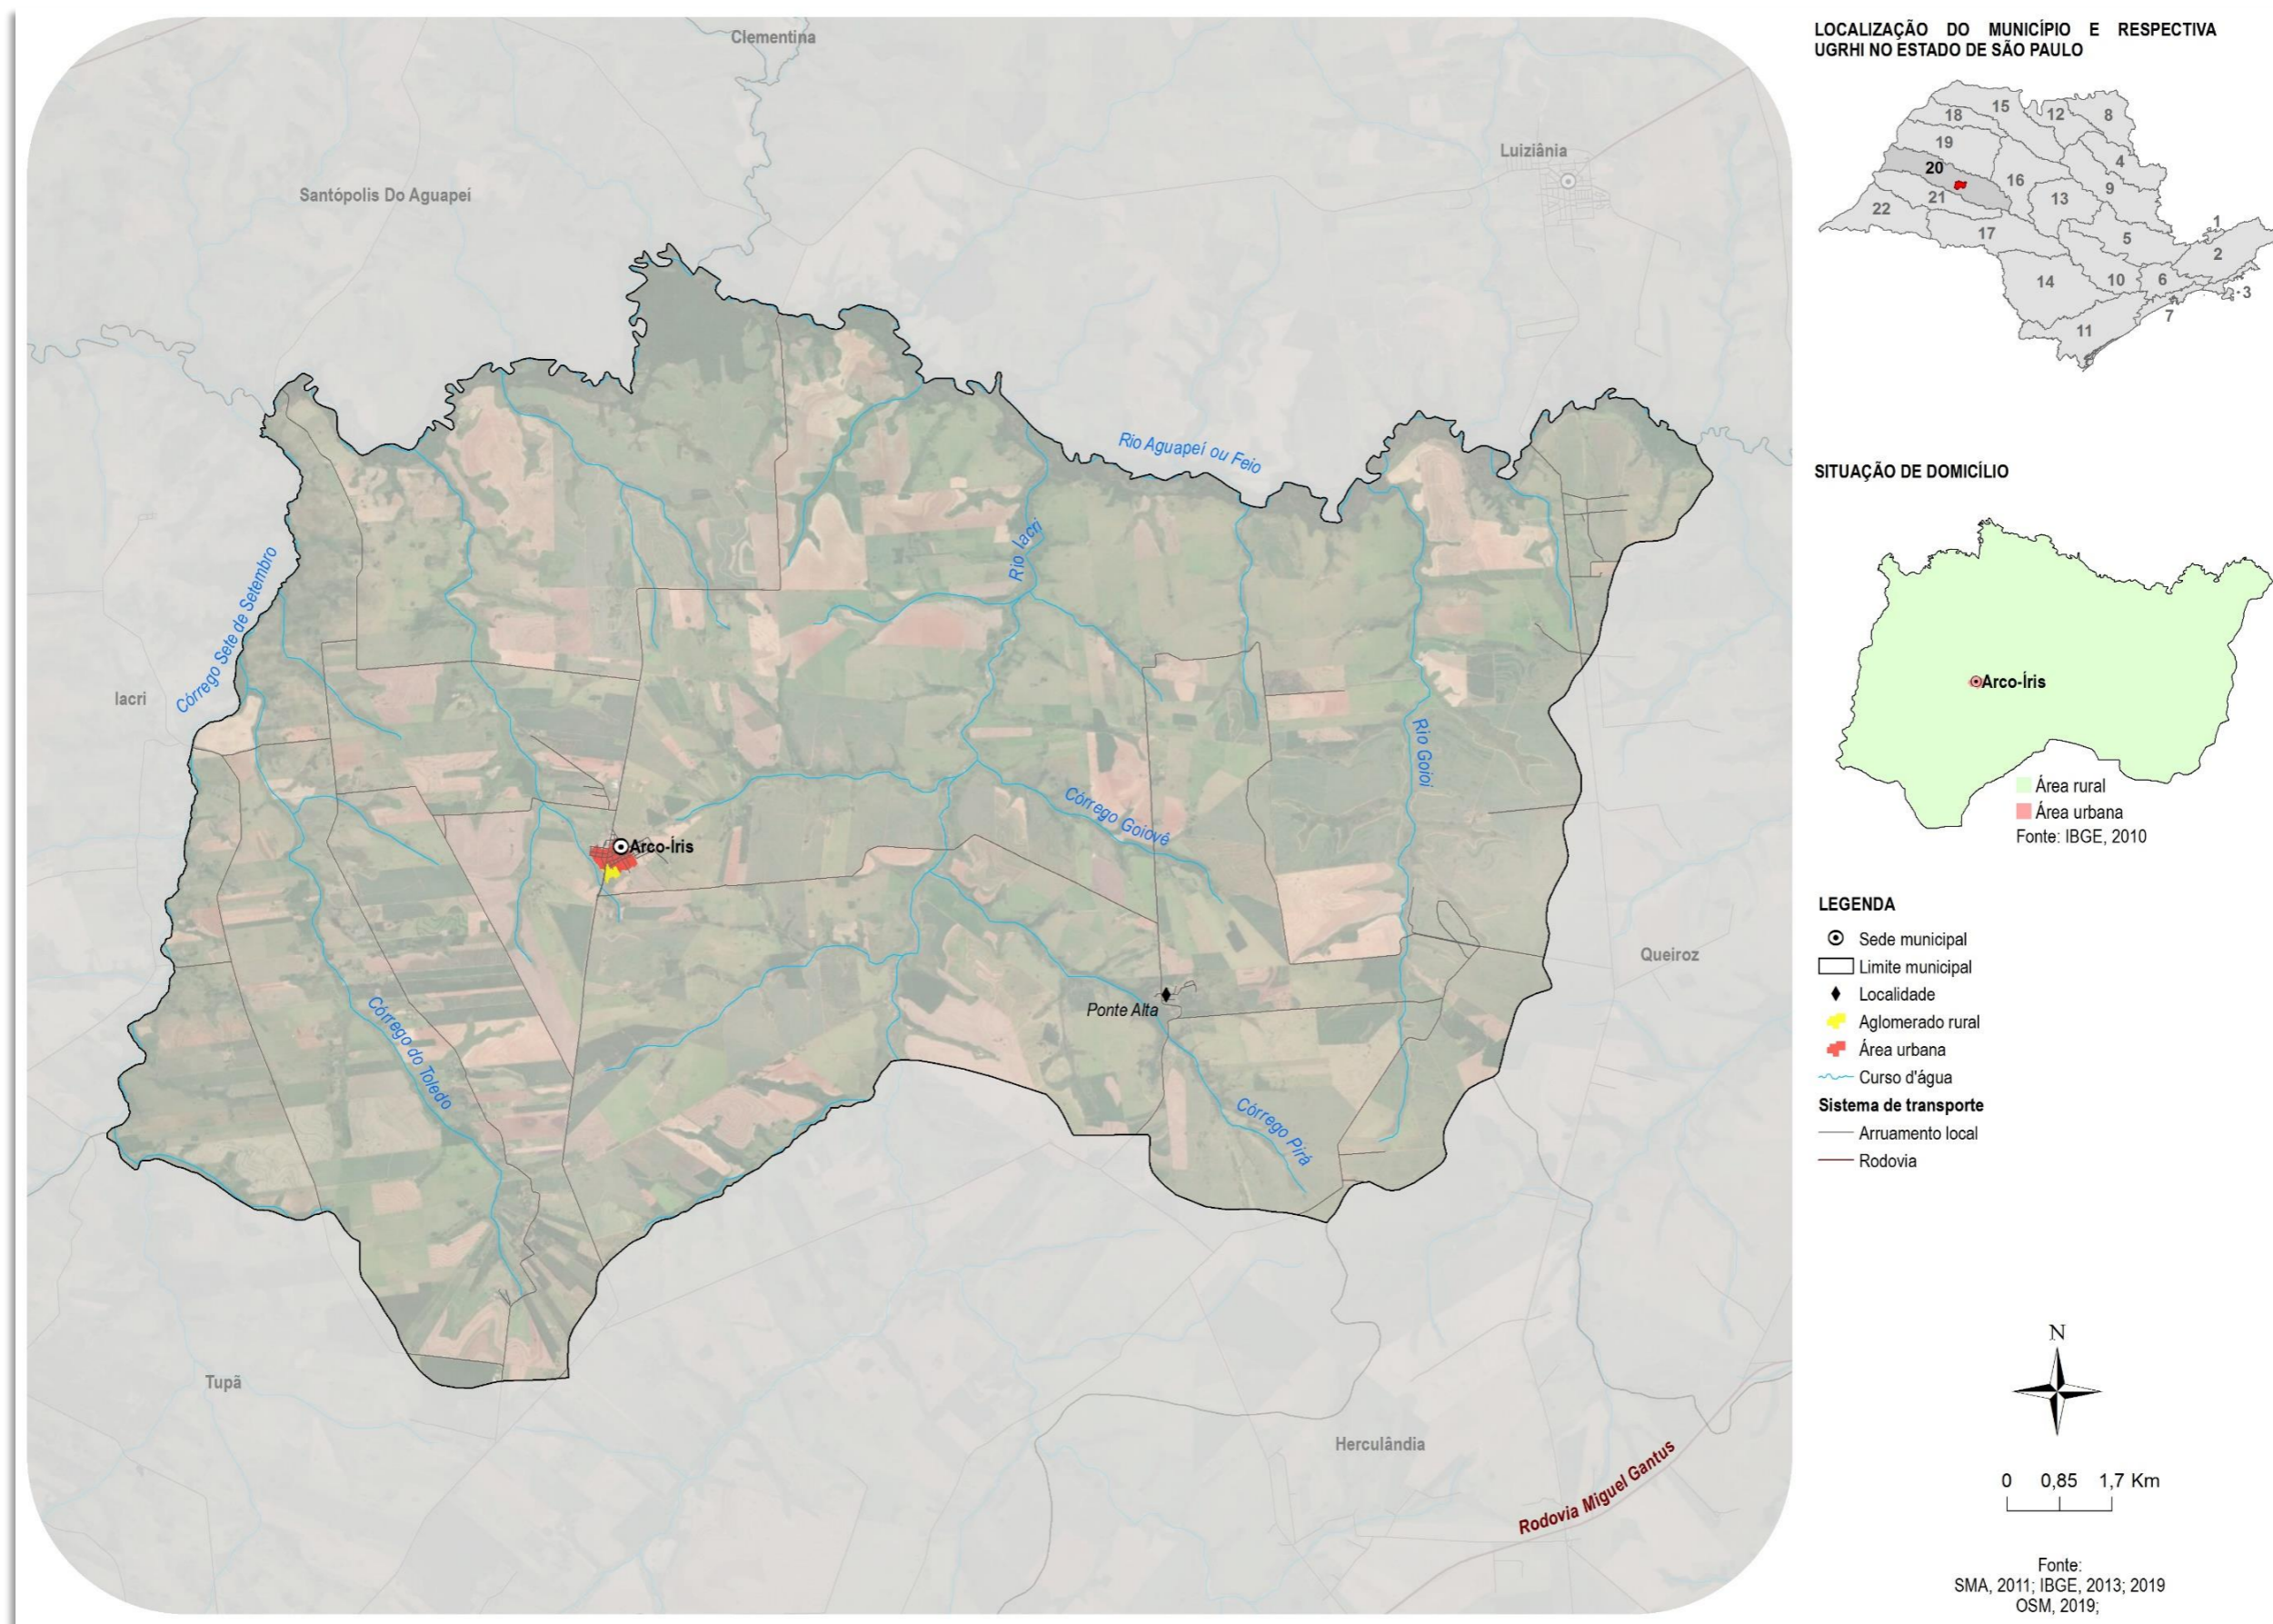 Clementina
Luiziânia
Santópolis Do Aguapeí
Rio Aguapeí ou Feio
Rio Iacri
Córrego Sete de Setembro
Iacri
Rio Goioi
Córrego Goiovê
Arco-Íris
Queiroz
Ponte Alta
Córrego do Toledo
Córrego Pirá
Tupã
Herculândia
Rodovia Miguel Gantus
LOCALIZAÇÃO DO MUNICÍPIO E RESPECTIVA
UGRHI NO ESTADO DE SÃO PAULO
15
18
12
8
19
4
20
16
9
21
13
22
1
17
5
2
14
10
6
3
7
11
SITUAÇÃO DE DOMICÍLIO
Arco-Íris
Área rural
Área urbana
Fonte: IBGE, 2010
LEGENDA
Sede municipal
Limite municipal
Localidade
Aglomerado rural
Área urbana
Curso d'água
Sistema de transporte
Arruamento local
Rodovia
N
0 0,85 1,7 Km
Fonte:
SMA, 2011; IBGE, 2013; 2019
OSM, 2019;